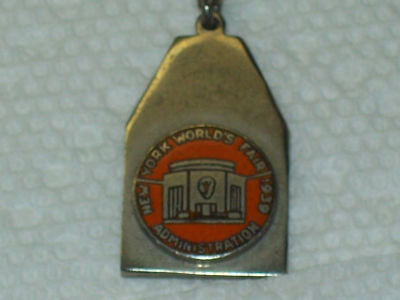 NEW YORK WORLD'S FAIR 1939
ADMINISTRATION